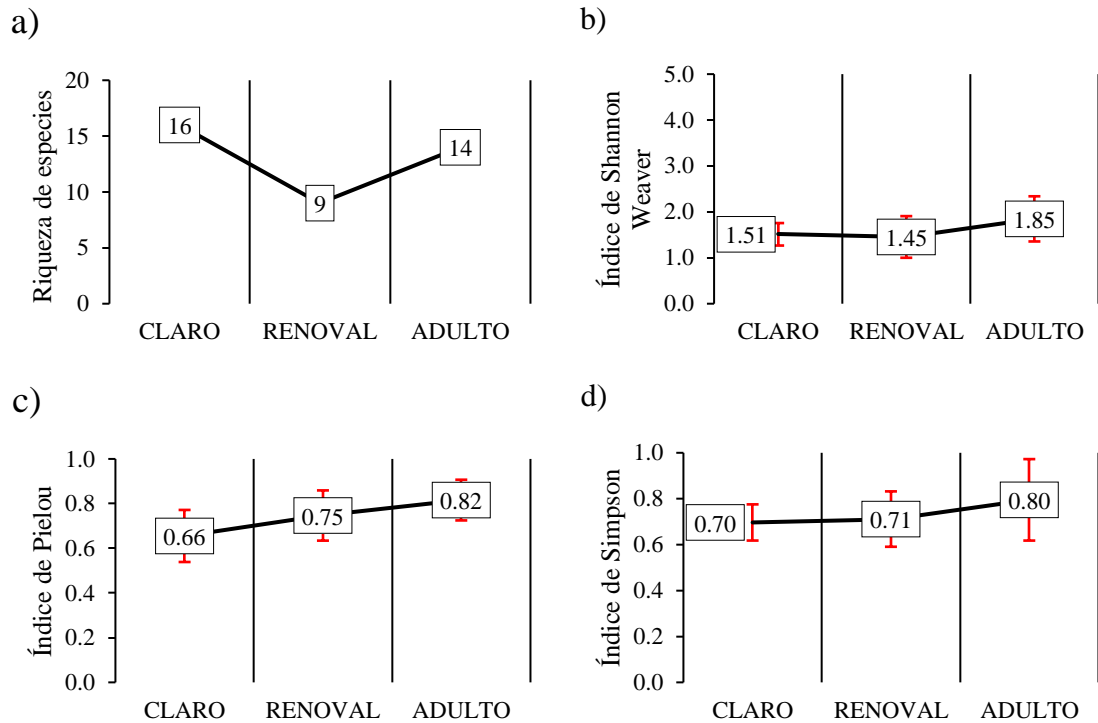 a)
Riqueza de especies
20
15
10
5
0
16
9
14
CLARO RENOVAL ADULTO
b)
Índice de Shannon
Weaver
5.0
4.0
3.0
2.0
1.0
0.0
1.51
1.45
1.85
CLARO RENOVAL ADULTO
c)
Índice de Pielou
1.0
0.8
0.6
0.4
0.2
0.0
0.66
0.75
0.82
CLARO RENOVAL ADULTO
d)
Índice de Simpson
1.0
0.8
0.6
0.4
0.2
0.0
0.70
0.71
0.80
CLARO RENOVAL ADULTO